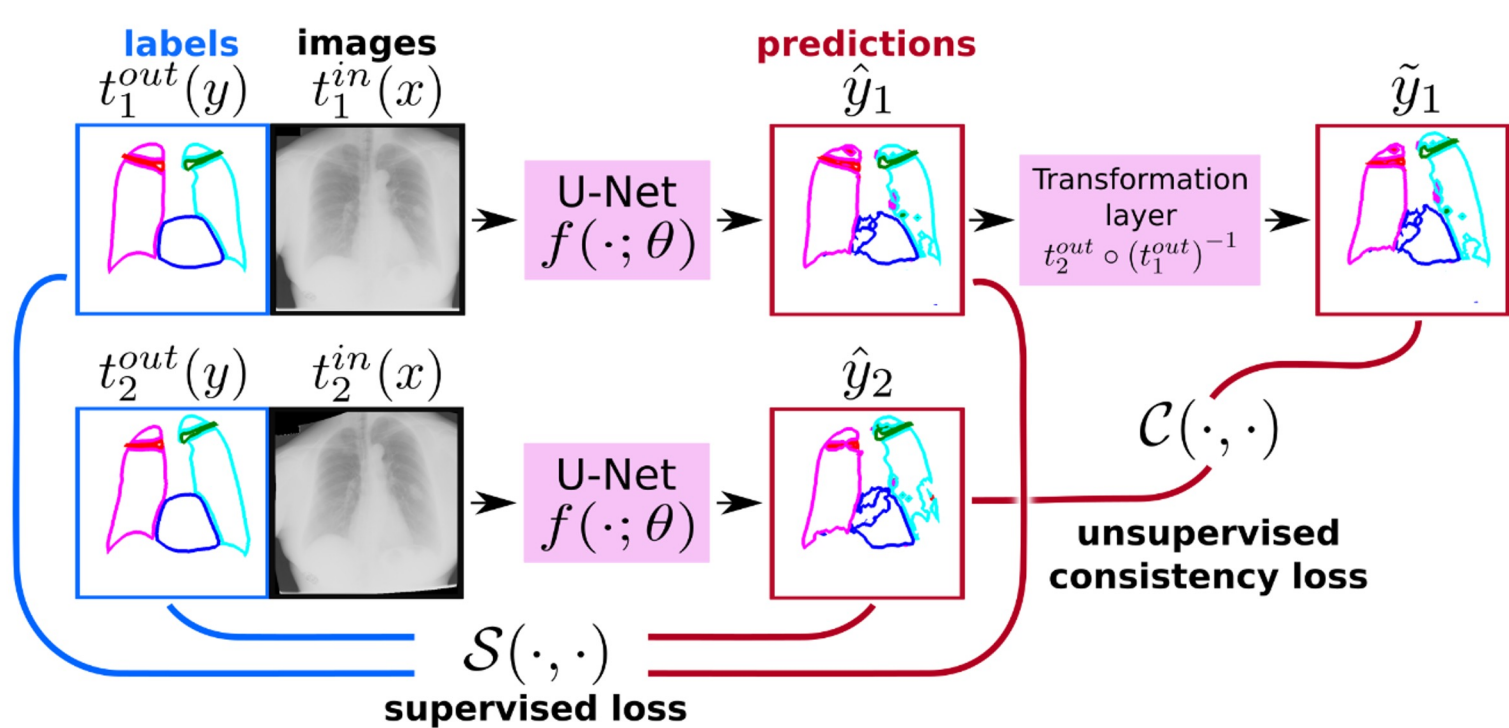 labels images predictions
t_1^{out}(y) t_1^{in}(x) ŷ_1 ỹ_1
U-Net
f(·; θ)
Transformation
layer
t_2^{out} ∘ (t_1^{out})^{-1}
t_2^{out}(y) t_2^{in}(x) ŷ_2
U-Net
f(·; θ)
C(·, ·)
unsupervised
consistency loss
S(·, ·)
supervised loss